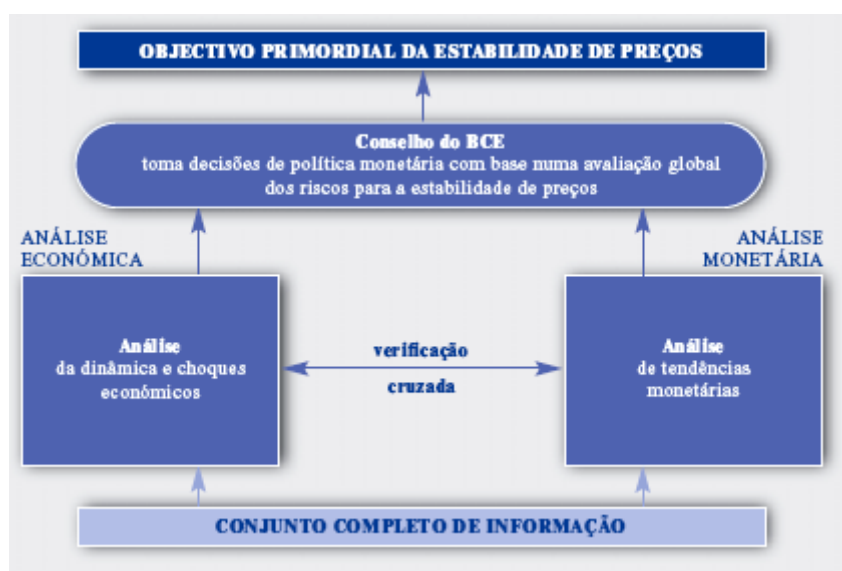 OBJECTIVO PRIMORDIAL DA ESTABILIDADE DE PREÇOS
Conselho do BCE
toma decisões de política monetária com base numa avaliação global
dos riscos para a estabilidade de preços
ANÁLISE
ECONÓMICA
ANÁLISE
MONETÁRIA
Análise
da dinâmica e choques
económicos
verificação
cruzada
Análise
de tendências
monetárias
CONJUNTO COMPLETO DE INFORMAÇÃO